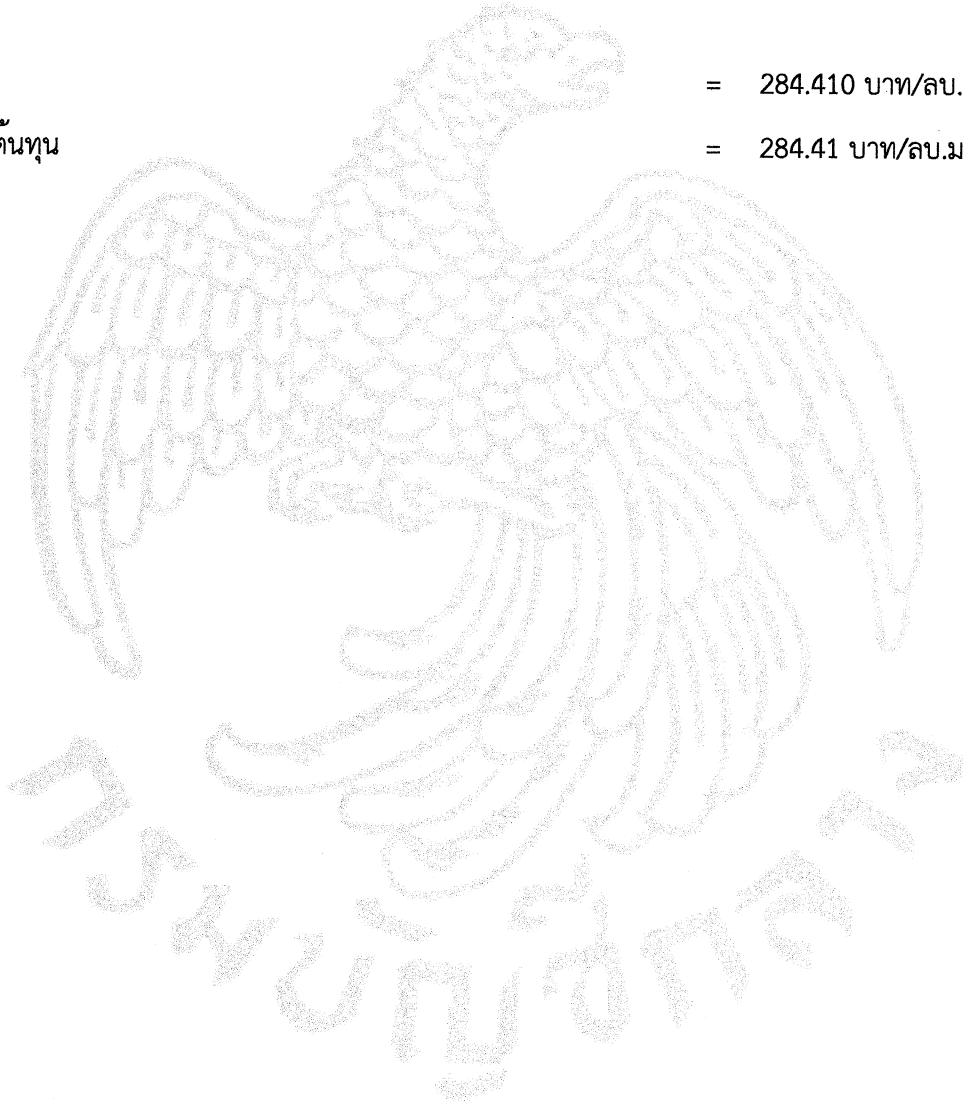 = 284.410 บาท/ลบ.
ต้นทุน = 284.41 บาท/ลบ.ม
กรมบัญชีกลาง